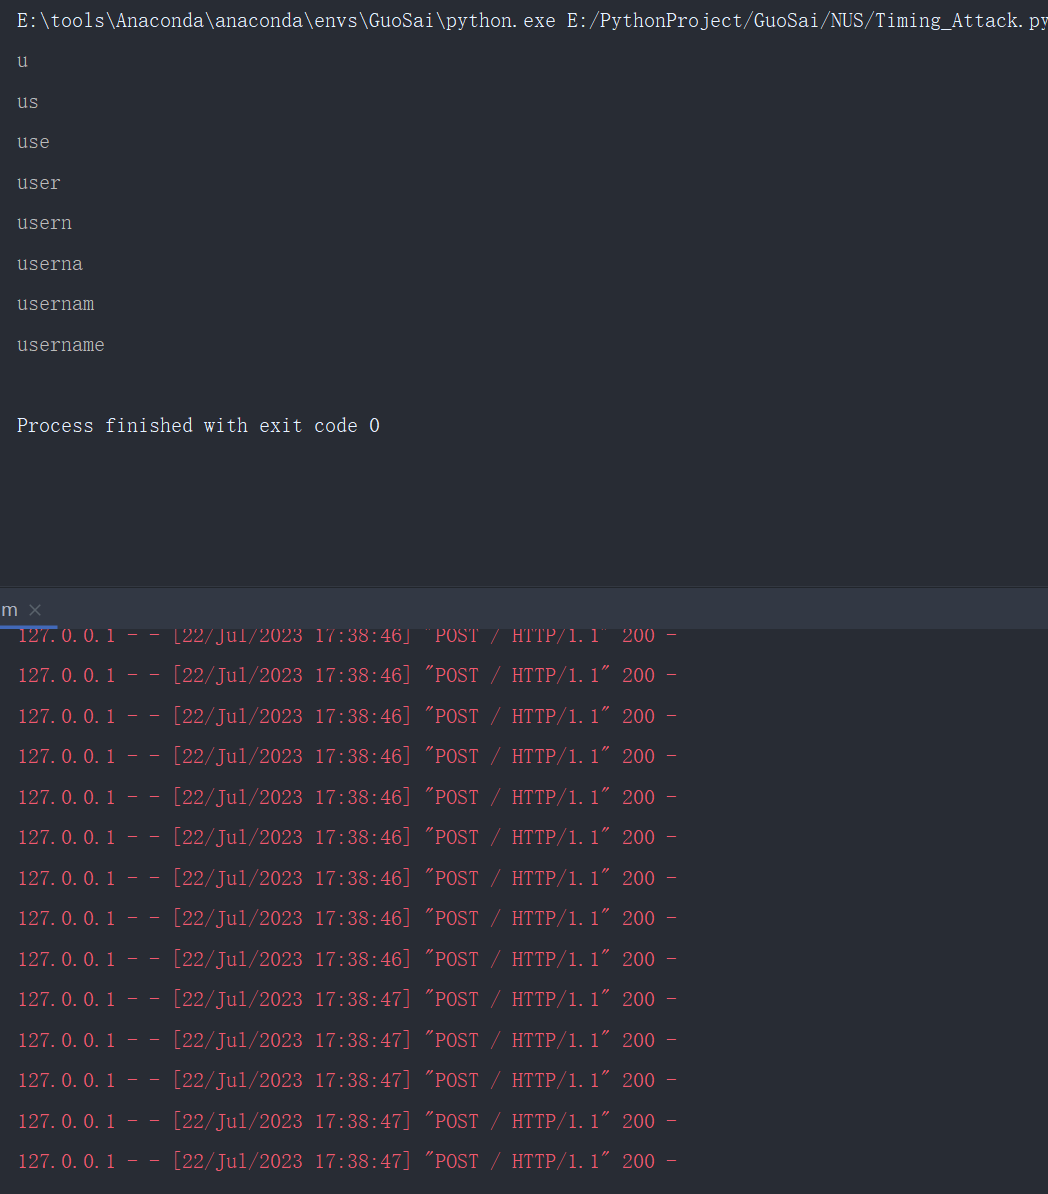 E:\tools\Anaconda\anaconda\envs\GuoSai\python.exe E:/PythonProject/GuoSai/NUS/Timing_Attack.py
u
us
use
user
usern
userna
usernam
username
Process finished with exit code 0
m ×
127.0.0.1 - - [22/Jul/2023 17:38:46] "POST / HTTP/1.1" 200 -
127.0.0.1 - - [22/Jul/2023 17:38:46] "POST / HTTP/1.1" 200 -
127.0.0.1 - - [22/Jul/2023 17:38:46] "POST / HTTP/1.1" 200 -
127.0.0.1 - - [22/Jul/2023 17:38:46] "POST / HTTP/1.1" 200 -
127.0.0.1 - - [22/Jul/2023 17:38:46] "POST / HTTP/1.1" 200 -
127.0.0.1 - - [22/Jul/2023 17:38:46] "POST / HTTP/1.1" 200 -
127.0.0.1 - - [22/Jul/2023 17:38:46] "POST / HTTP/1.1" 200 -
127.0.0.1 - - [22/Jul/2023 17:38:46] "POST / HTTP/1.1" 200 -
127.0.0.1 - - [22/Jul/2023 17:38:46] "POST / HTTP/1.1" 200 -
127.0.0.1 - - [22/Jul/2023 17:38:47] "POST / HTTP/1.1" 200 -
127.0.0.1 - - [22/Jul/2023 17:38:47] "POST / HTTP/1.1" 200 -
127.0.0.1 - - [22/Jul/2023 17:38:47] "POST / HTTP/1.1" 200 -
127.0.0.1 - - [22/Jul/2023 17:38:47] "POST / HTTP/1.1" 200 -
127.0.0.1 - - [22/Jul/2023 17:38:47] "POST / HTTP/1.1" 200 -